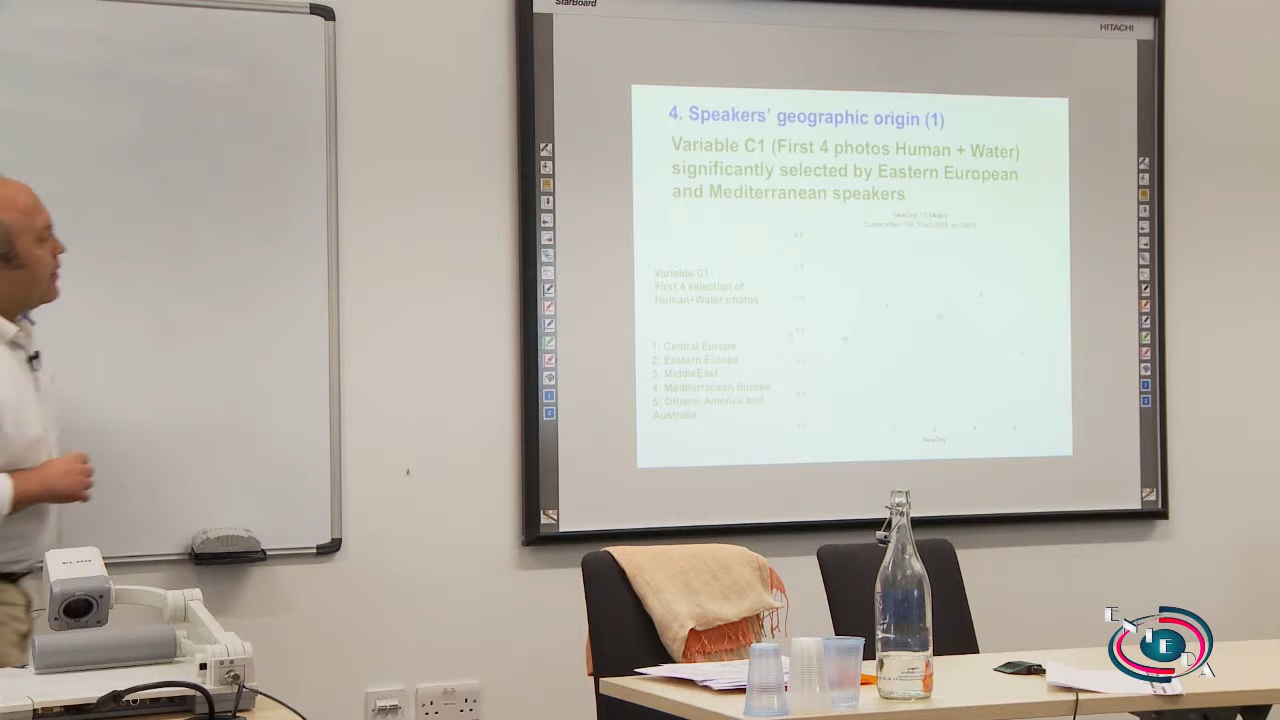 StarBoard
HITACHI
4. Speakers' geographic origin (1)
Variable C1 (First 4 photos Human + Water)
significantly selected by Eastern European
and Mediterranean speakers
Variable C1
First 4 selection of
Human+Water photos
1: Central Europe
2: Eastern Europe
3: MiddleEast
4: Mediterranean Europe
5: Others: America and
Australia
ELMO
ENIEDA